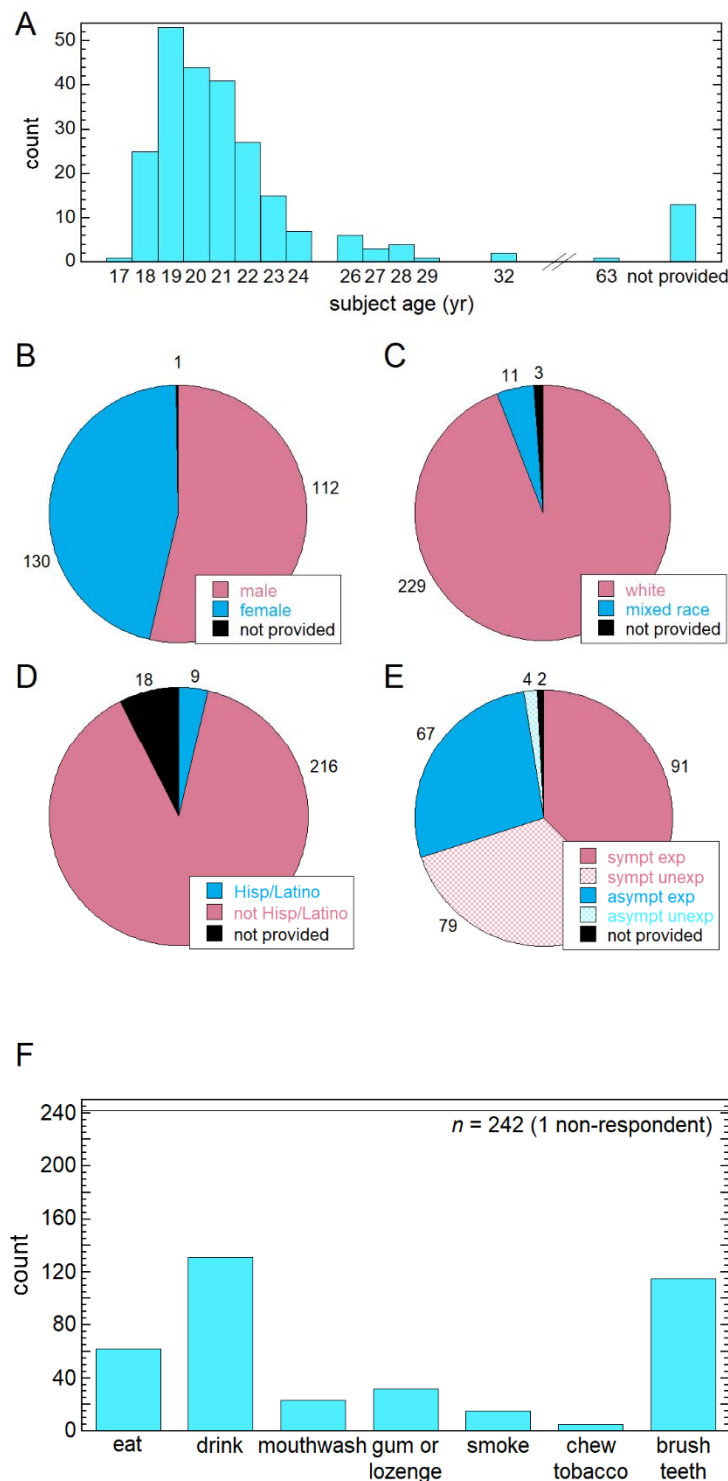 A
50
40
30
20
10
0
count
17 18 19 20 21 22 23 24 26 27 28 29 32 63 not provided
subject age (yr)
B
1
112
130
male
female
not provided
C
11 3
229
white
mixed race
not provided
D
18 9
216
Hisp/Latino
not Hisp/Latino
not provided
E
4 2
67
91
79
sympt exp
sympt unexp
asympt exp
asympt unexp
not provided
F
240
200
160
120
80
40
0
count
n = 242 (1 non-respondent)
eat drink mouthwash gum or smoke chew brush
lozenge tobacco teeth